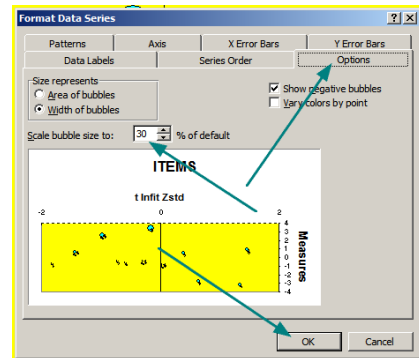 Format Data Series
Patterns Axis X Error Bars Y Error Bars
Data Labels Series Order Options
Size represents
Area of bubbles
Width of bubbles
Show negative bubbles
Vary colors by point
Scale bubble size to: 30 % of default
ITEMS
t Infit Zstd
-2 0 2
4
3
2
1
0
-1
-2
-3
-4
Measures
OK Cancel